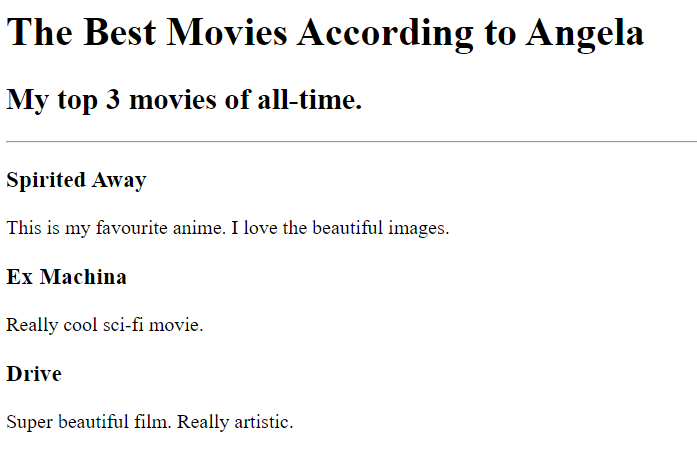 The Best Movies According to Angela
My top 3 movies of all-time.
Spirited Away
This is my favourite anime. I love the beautiful images.
Ex Machina
Really cool sci-fi movie.
Drive
Super beautiful film. Really artistic.